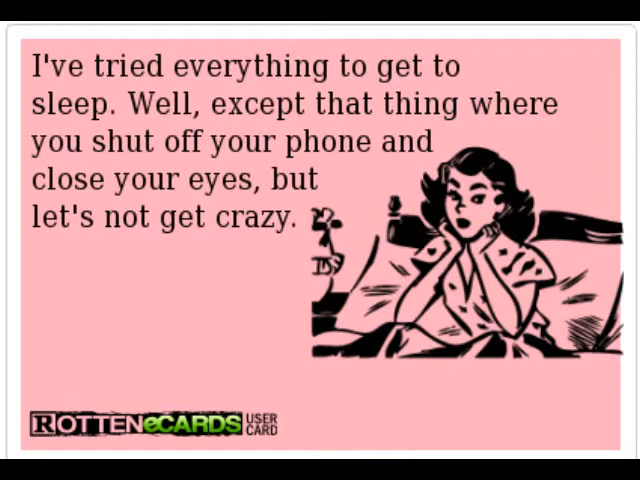 I've tried everything to get to
sleep. Well, except that thing where
you shut off your phone and
close your eyes, but
let's not get crazy.
ROTTENeCARDS USER
CARD